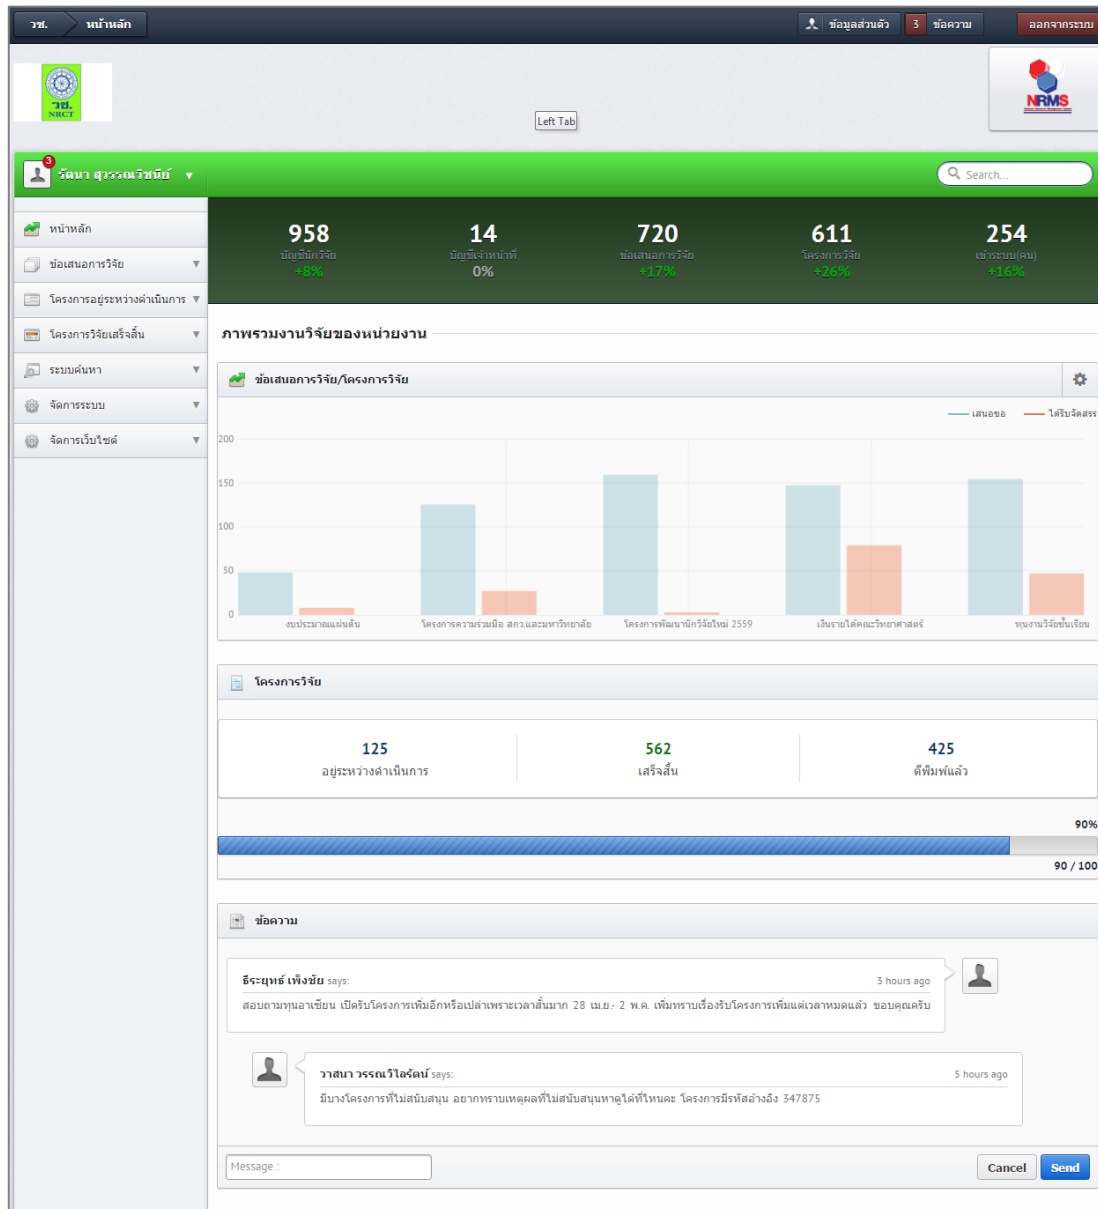 วช. หน้าหลัก ข้อมูลส่วนตัว 3 ข้อความ ออกจากระบบ
วช.
NRCT
NRMS
Left Tab
3
รัตนา สุวรรณวิชนีย์ Search...
หน้าหลัก
ข้อเสนอการวิจัย
โครงการอยู่ระหว่างดำเนินการ
โครงการวิจัยเสร็จสิ้น
ระบบค้นหา
จัดการระบบ
จัดการเว็บไซต์
958 14 720 611 254
บัญชีนักวิจัย บัญชีเจ้าหน้าที่ ข้อเสนอการวิจัย โครงการวิจัย เข้าระบบ(คน)
+8% 0% +17% +26% +16%
ภาพรวมงานวิจัยของหน่วยงาน
ข้อเสนอการวิจัย/โครงการวิจัย
เสนอขอ ได้รับจัดสรร
200
150
100
50
0
งบประมาณแผ่นดิน โครงการความร่วมมือ สกว.และมหาวิทยาลัย โครงการพัฒนานักวิจัยใหม่ 2559 เงินรายได้คณะวิทยาศาสตร์ ทุนงานวิจัยชั้นเรียน
โครงการวิจัย
125 562 425
อยู่ระหว่างดำเนินการ เสร็จสิ้น ตีพิมพ์แล้ว
90%
90 / 100
ข้อความ
ธีระยุทธ์ เพ็งชัย says: 3 hours ago
สอบถามทุนอาเซียน เปิดรับโครงการเพิ่มอีกหรือเปล่าเพราะเวลาสั้นมาก 28 เม.ย.- 2 พ.ค. เพิ่มทราบเรื่องรับโครงการเพิ่มแต่เวลาหมดแล้ว ขอบคุณครับ
วาสนา วรรณวิไลรัตน์ says: 5 hours ago
มีบางโครงการที่ไม่สนับสนุน อยากทราบเหตุผลที่ไม่สนับสนุนหาดูได้ที่ไหนคะ โครงการมีรหัสอ้างอิง 347875
Message : Cancel Send